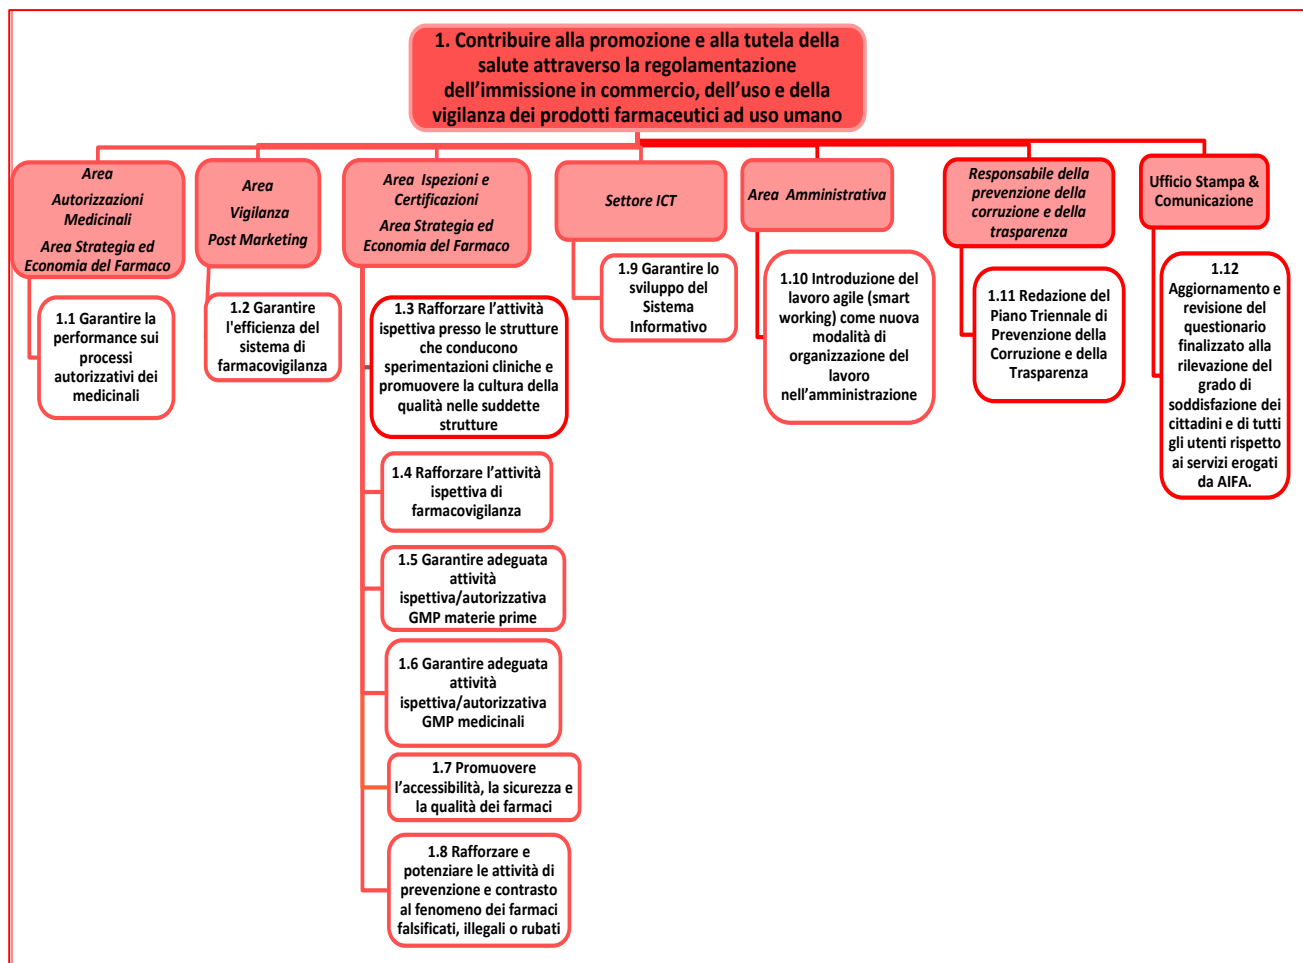 1. Contribuire alla promozione e alla tutela della
salute attraverso la regolamentazione
dell’immissione in commercio, dell’uso e della
vigilanza dei prodotti farmaceutici ad uso umano
Area
Autorizzazioni
Medicinali
Area Strategia ed
Economia del Farmaco
Area
Vigilanza
Post Marketing
Area Ispezioni e
Certificazioni
Area Strategia ed
Economia del Farmaco
Settore ICT
Area Amministrativa
Responsabile della
prevenzione della
corruzione e della
trasparenza
Ufficio Stampa &
Comunicazione
1.1 Garantire la
performance sui
processi
autorizzativi dei
medicinali
1.2 Garantire
l'efficienza del
sistema di
farmacovigilanza
1.3 Rafforzare l’attività
ispettiva presso le strutture
che conducono
sperimentazioni cliniche e
promuovere la cultura della
qualità nelle suddette
strutture
1.4 Rafforzare l’attività
ispettiva di
farmacovigilanza
1.5 Garantire adeguata
attività
ispettiva/autorizzativa
GMP materie prime
1.6 Garantire adeguata
attività
ispettiva/autorizzativa
GMP medicinali
1.7 Promuovere
l’accessibilità, la sicurezza e
la qualità dei farmaci
1.8 Rafforzare e
potenziare le attività di
prevenzione e contrasto
al fenomeno dei farmaci
falsificati, illegali o rubati
1.9 Garantire lo
sviluppo del
Sistema
Informativo
1.10 Introduzione del
lavoro agile (smart
working) come nuova
modalità di
organizzazione del
lavoro
nell’amministrazione
1.11 Redazione del
Piano Triennale di
Prevenzione della
Corruzione e della
Trasparenza
1.12
Aggiornamento e
revisione del
questionario
finalizzato alla
rilevazione del
grado di
soddisfazione dei
cittadini e di tutti
gli utenti rispetto
ai servizi erogati
da AIFA.